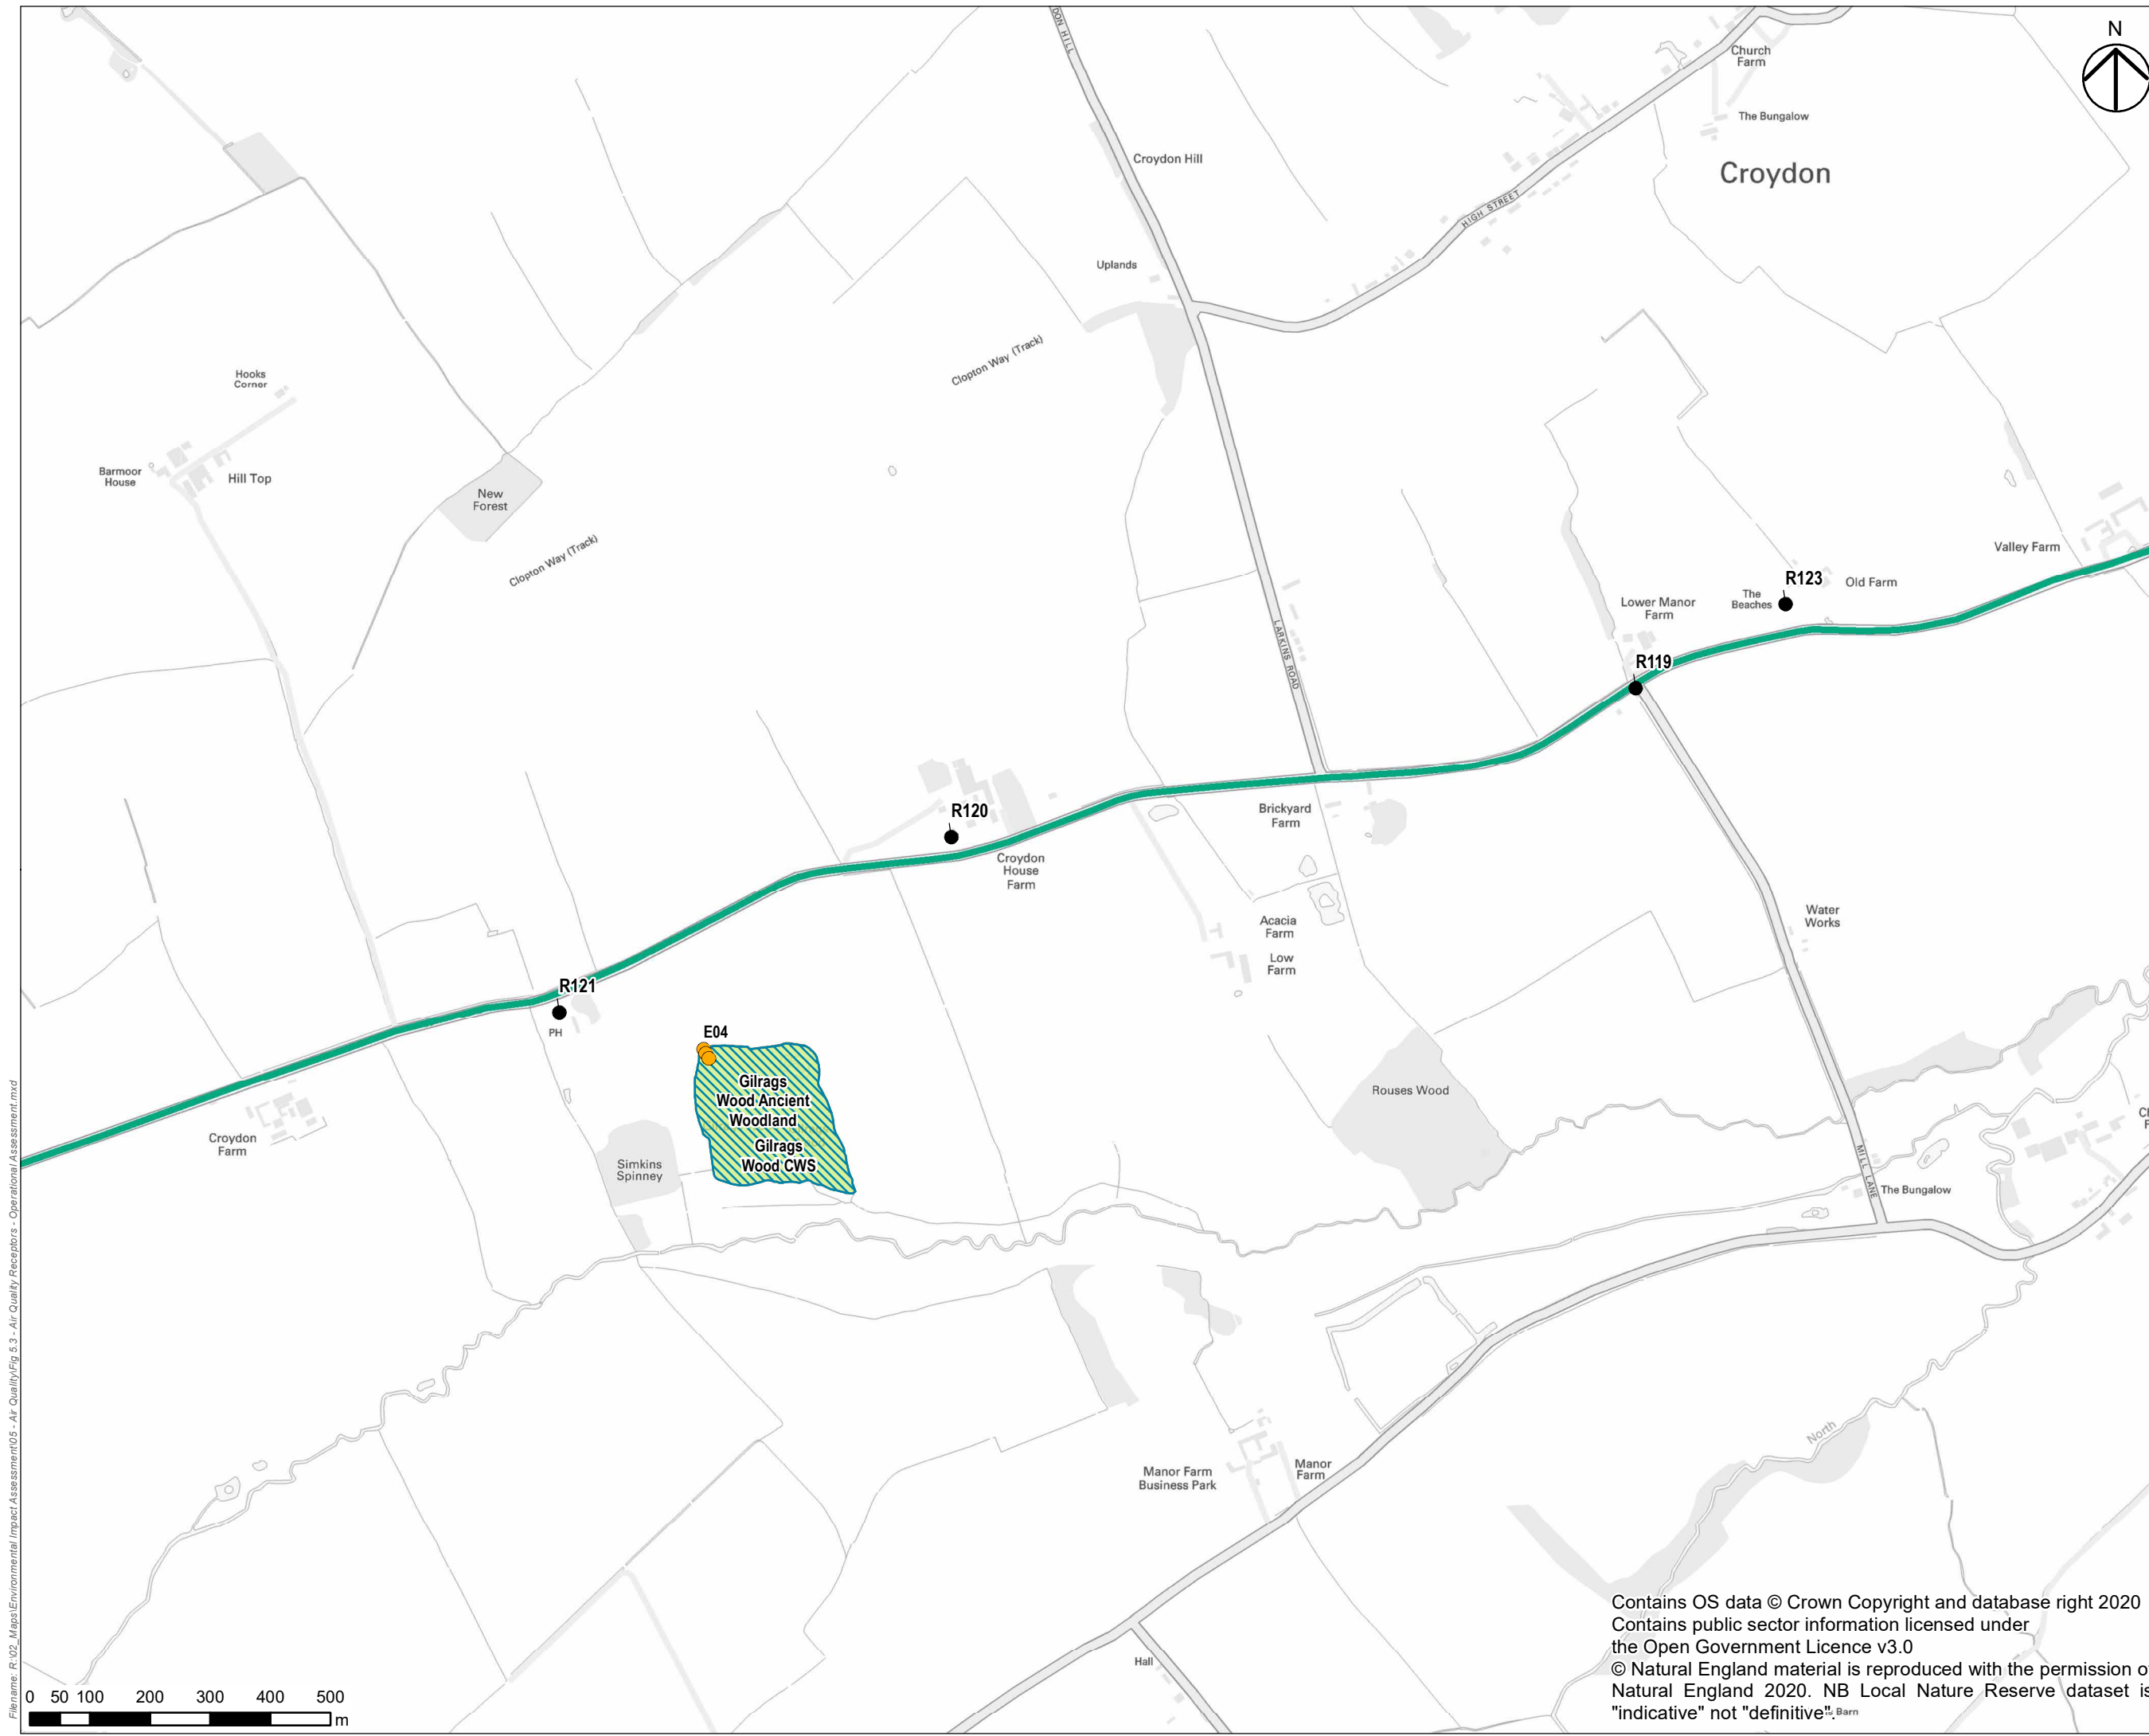 N
DON HILL
Church
Farm
The Bungalow
Croydon
Croydon Hill
HIGH STREET
Uplands
Clopton Way (Track)
Hooks
Corner
Barmoor
House
Hill Top
New
Forest
Clopton Way (Track)
Valley Farm
R123
The
Beaches
Old Farm
Lower Manor
Farm
LARKINS ROAD
R119
R120
Brickyard
Farm
Croydon
House
Farm
Acacia
Farm
Low
Farm
Water
Works
R121
PH
E04
Gilrags
Wood Ancient
Woodland
Gilrags
Wood CWS
Rouses Wood
Croydon
Farm
Simkins
Spinney
MILL LANE
The Bungalow
North
Manor Farm
Business Park
Manor
Farm
Hall
Barn
Filename: R:\02_Maps\Environmental Impact Assessment\05 - Air Quality\Fig 5.3 - Air Quality Receptors - Operational Assessment.mxd
0 50 100 200 300 400 500
m
Contains OS data © Crown Copyright and database right 2020
Contains public sector information licensed under
the Open Government Licence v3.0
© Natural England material is reproduced with the permission of
Natural England 2020. NB Local Nature Reserve dataset is
"indicative" not "definitive".